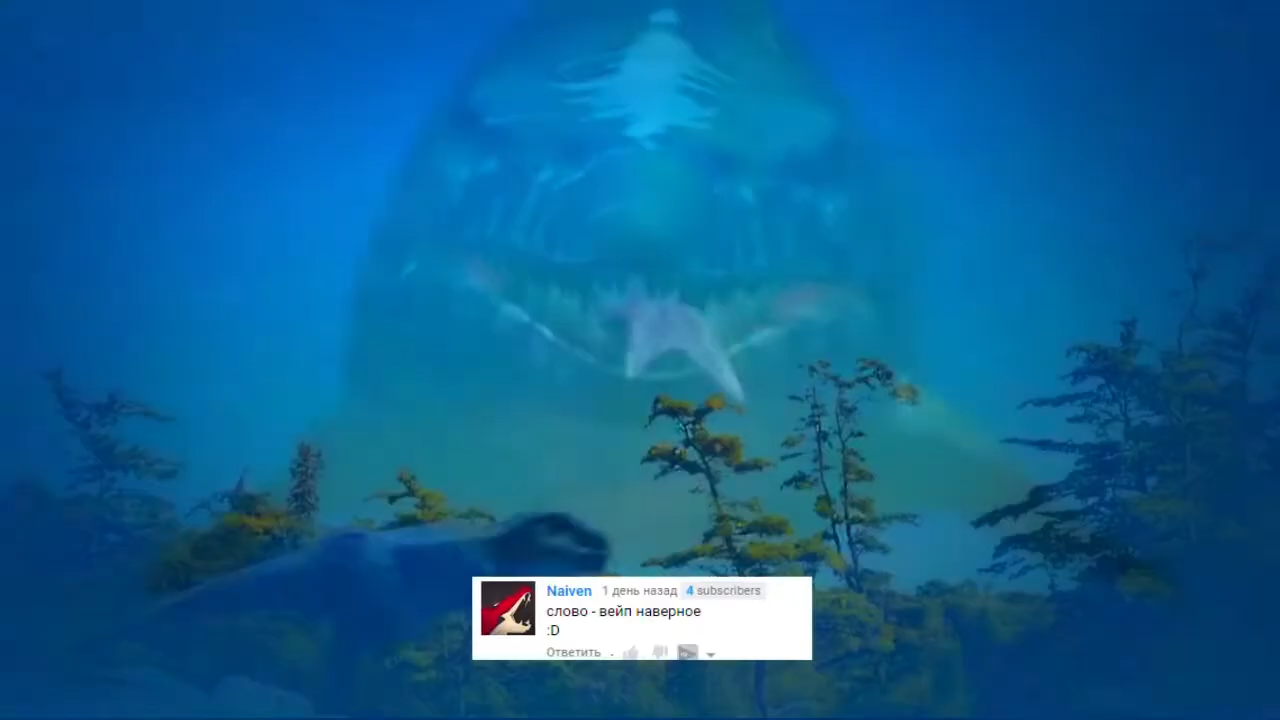 Naiven 1 день назад 4 subscribers
слово - вейп наверное
:D
Ответить